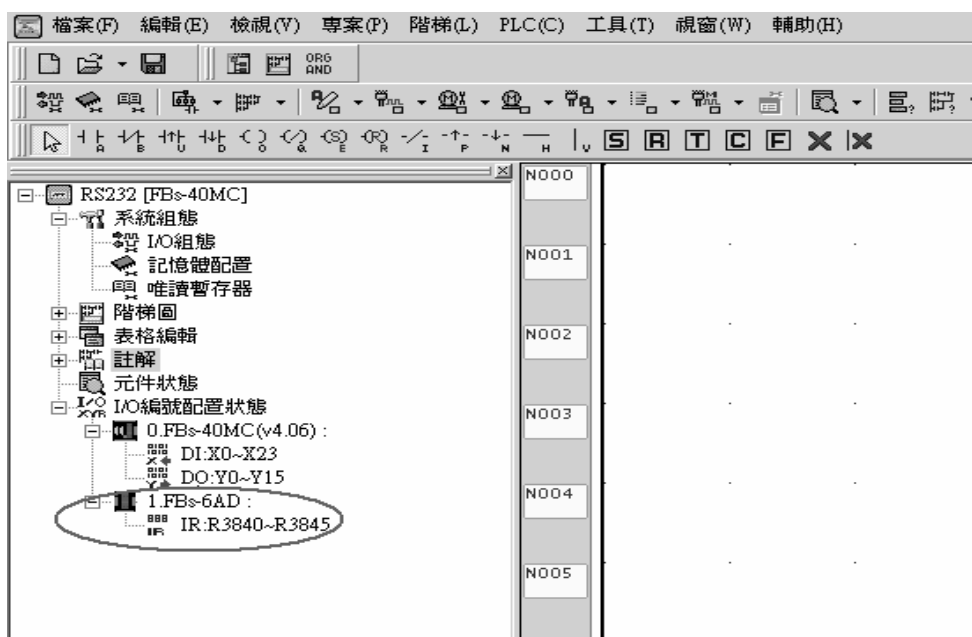 檔案(F) 編輯(E) 檢視(V) 專案(P) 階梯(L) PLC(C) 工具(T) 視窗(W) 輔助(H)
ORG
AND
A B U D O Q E R I P N H V S R T C F
RS232 [FBs-40MC]
系統組態
I/O組態
記憶體配置
唯讀暫存器
階梯圖
表格編輯
註解
元件狀態
I/O編號配置狀態
0.FBs-40MC(v4.06) :
DI:X0~X23
DO:Y0~Y15
1.FBs-6AD :
IR:R3840~R3845
N000
N001
N002
N003
N004
N005